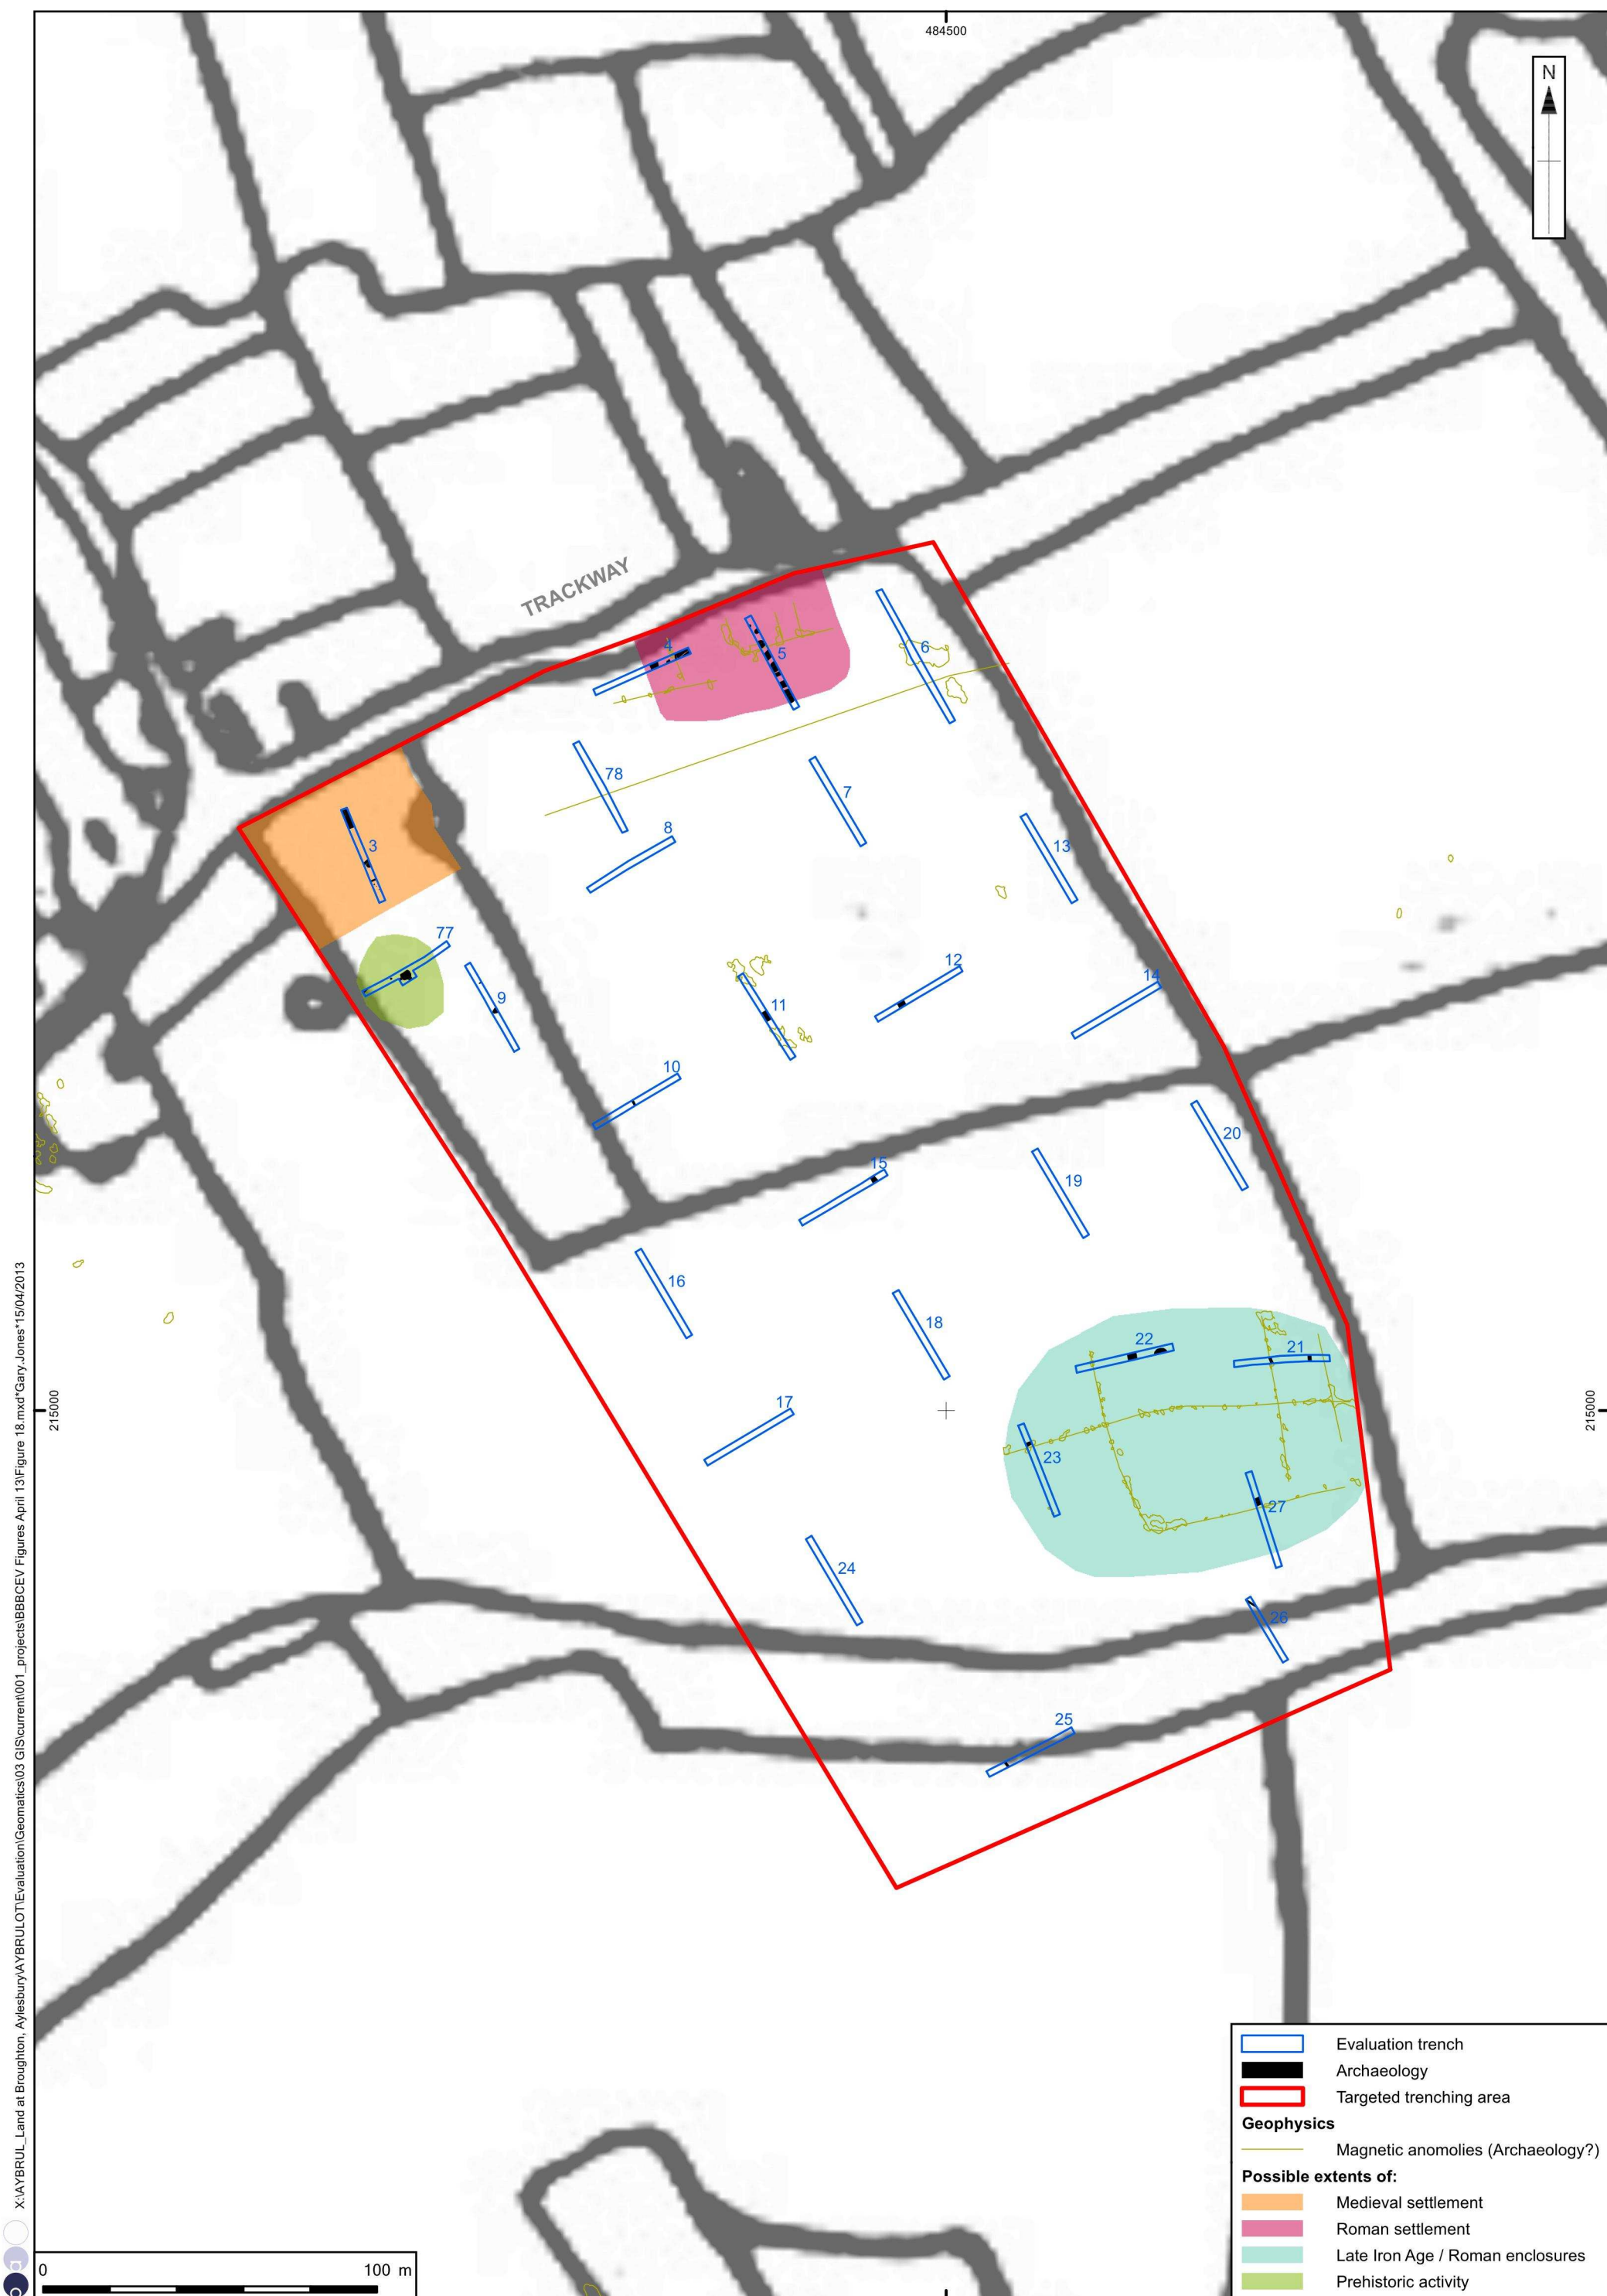 484500
N
TRACKWAY
4
5
6
78
7
8
3
13
77
9
12
14
11
10
20
15
19
16
18
22
21
215000
215000
17
23
27
24
26
25
X:\AYBRUL_Land at Broughton, Aylesbury\AYBRULOT\Evaluation\Geomatics\03 GIS\current\001_projects\BBBCEV Figures April 13\Figure 18.mxd*Gary.Jones*15/04/2013
Evaluation trench
Archaeology
Targeted trenching area
Geophysics
Magnetic anomolies (Archaeology?)
Possible extents of:
Medieval settlement
Roman settlement
Late Iron Age / Roman enclosures
Prehistoric activity
0 100 m